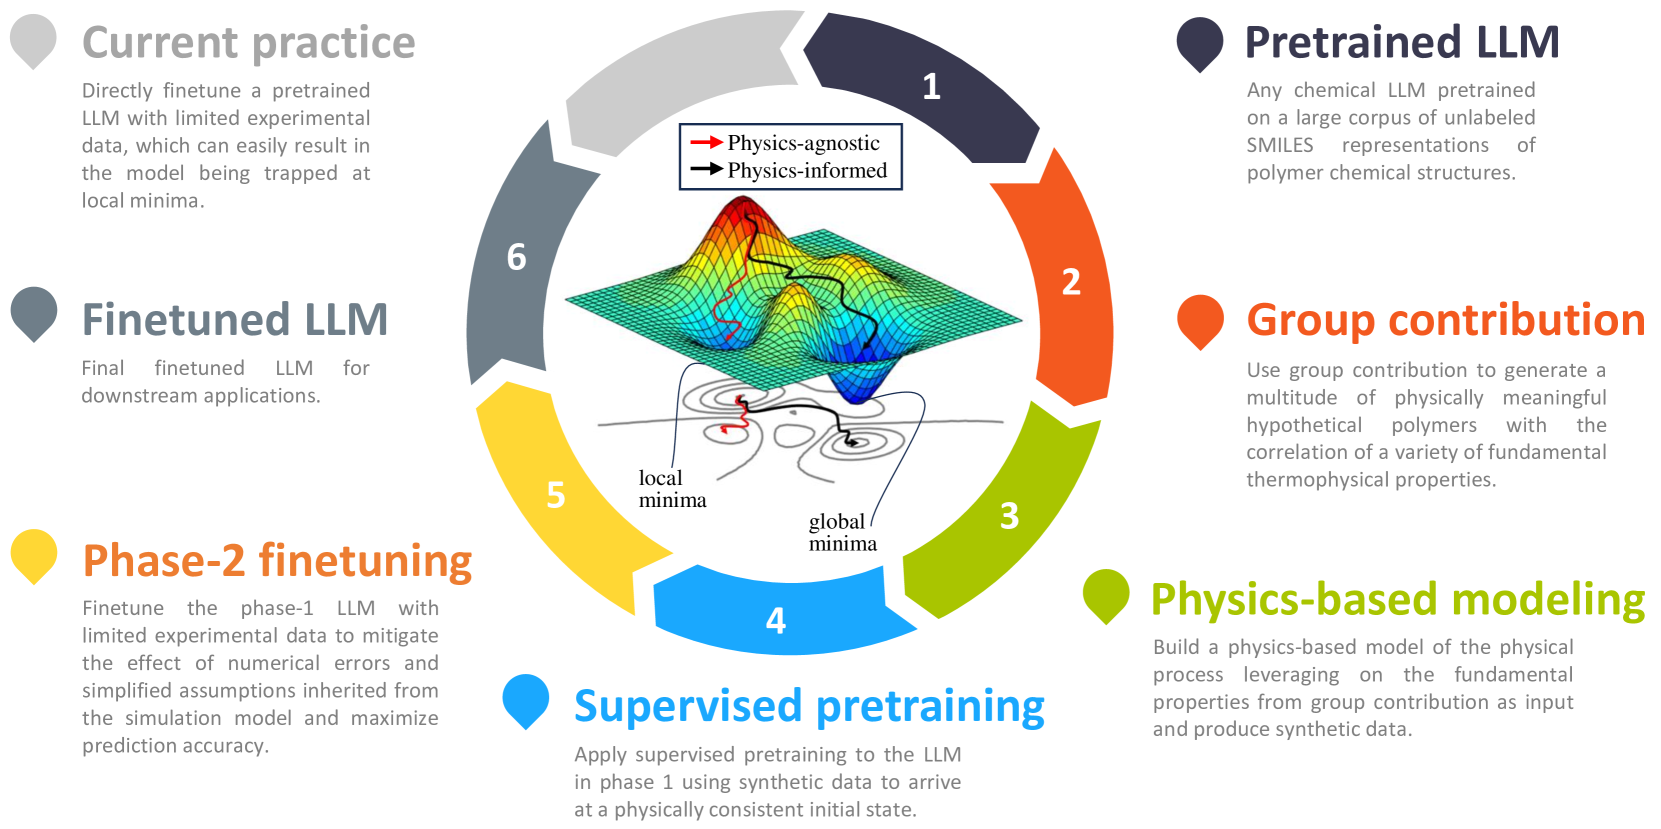 Current practice
Directly finetune a pretrained
LLM with limited experimental
data, which can easily result in
the model being trapped at
local minima.
Finetuned LLM
Final finetuned LLM for
downstream applications.
Phase-2 finetuning
Finetune the phase-1 LLM with
limited experimental data to mitigate
the effect of numerical errors and
simplified assumptions inherited from
the simulation model and maximize
prediction accuracy.
1
2
3
4
5
6
Physics-agnostic
Physics-informed
local
minima
global
minima
Pretrained LLM
Any chemical LLM pretrained
on a large corpus of unlabeled
SMILES representations of
polymer chemical structures.
Group contribution
Use group contribution to generate a
multitude of physically meaningful
hypothetical polymers with the
correlation of a variety of fundamental
thermophysical properties.
Physics-based modeling
Build a physics-based model of the physical
process leveraging on the fundamental
properties from group contribution as input
and produce synthetic data.
Supervised pretraining
Apply supervised pretraining to the LLM
in phase 1 using synthetic data to arrive
at a physically consistent initial state.